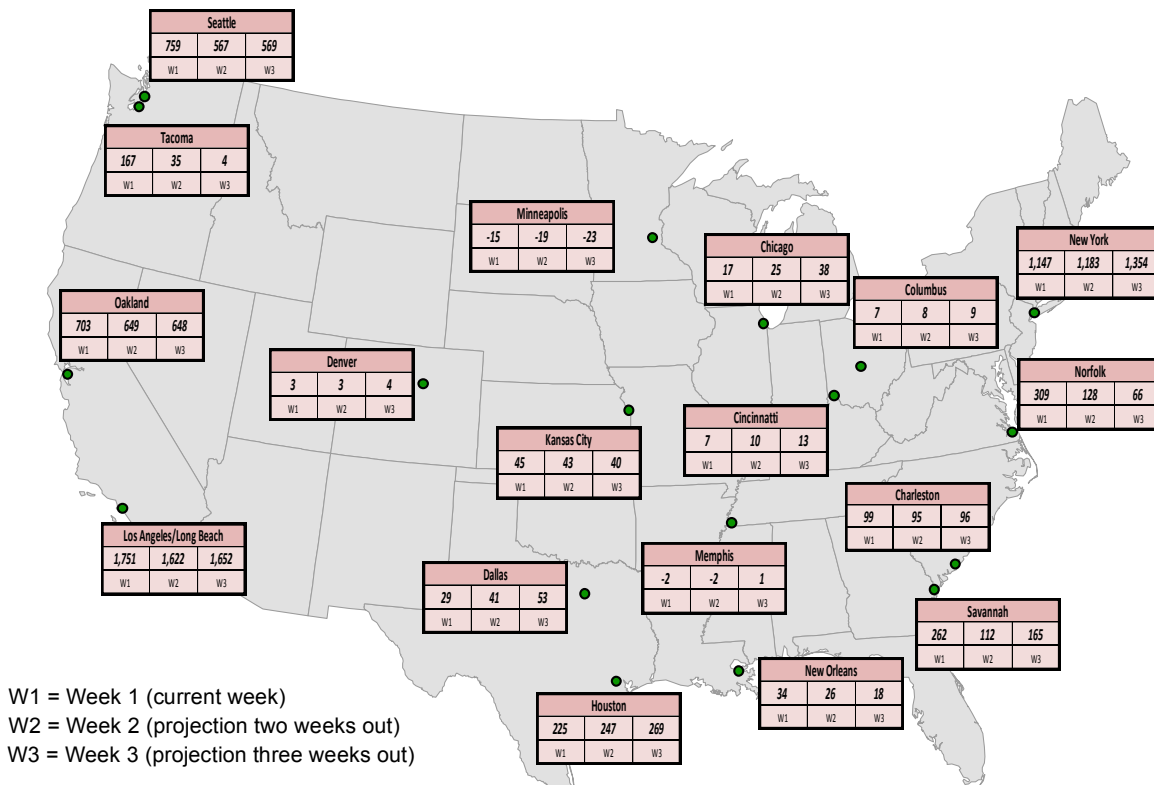 Seattle
759 567 569
W1 W2 W3
Tacoma
167 35 4
W1 W2 W3
Minneapolis
-15 -19 -23
W1 W2 W3
Chicago
17 25 38
W1 W2 W3
New York
1,147 1,183 1,354
W1 W2 W3
Columbus
7 8 9
W1 W2 W3
Oakland
703 649 648
W1 W2 W3
Denver
3 3 4
W1 W2 W3
Norfolk
309 128 66
W1 W2 W3
Cincinnatti
7 10 13
W1 W2 W3
Kansas City
45 43 40
W1 W2 W3
Charleston
99 95 96
W1 W2 W3
Los Angeles/Long Beach
1,751 1,622 1,652
W1 W2 W3
Memphis
-2 -2 1
W1 W2 W3
Dallas
29 41 53
W1 W2 W3
Savannah
262 112 165
W1 W2 W3
New Orleans
34 26 18
W1 W2 W3
Houston
225 247 269
W1 W2 W3
W1 = Week 1 (current week)
W2 = Week 2 (projection two weeks out)
W3 = Week 3 (projection three weeks out)